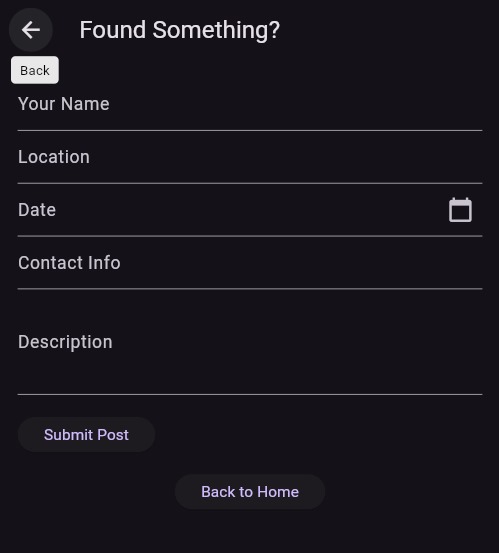 Found Something?
Back
Your Name
Location
Date
Contact Info
Description
Submit Post
Back to Home